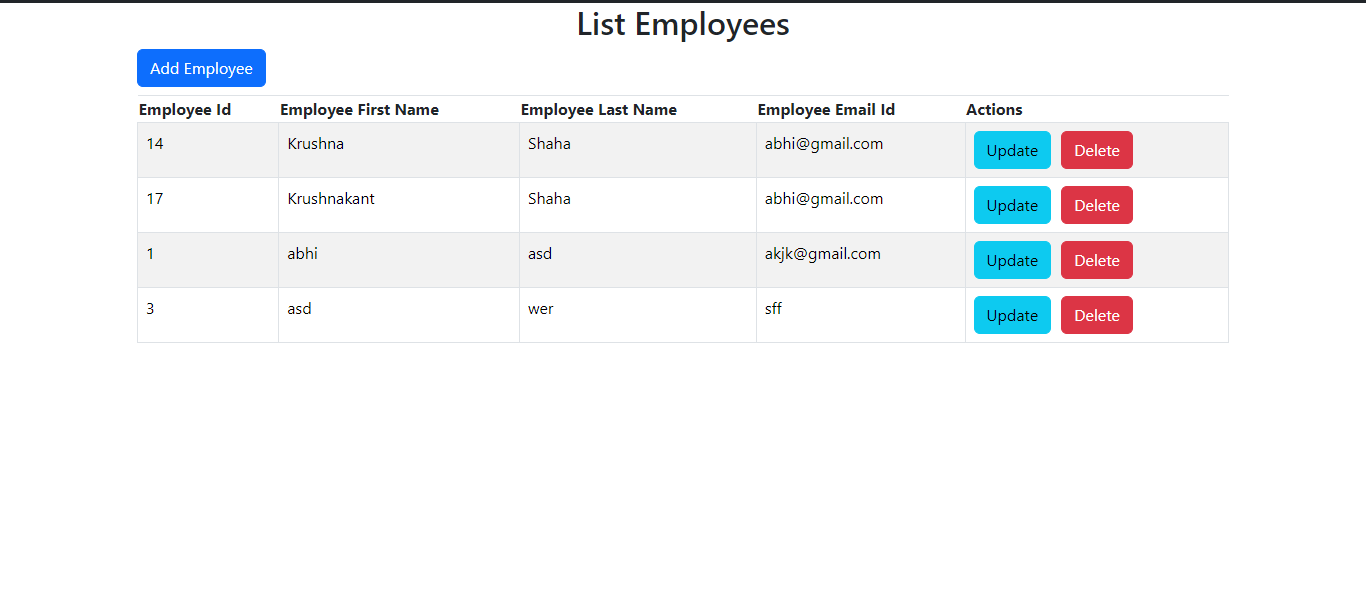 List Employees
Add Employee
Employee Id Employee First Name Employee Last Name Employee Email Id Actions
14 Krushna Shaha abhi@gmail.com Update Delete
17 Krushnakant Shaha abhi@gmail.com Update Delete
1 abhi asd akjk@gmail.com Update Delete
3 asd wer sff Update Delete